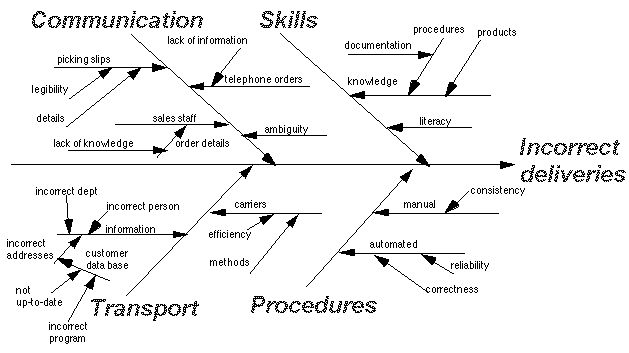 Communication
Skills
lack of information
procedures
products
documentation
picking slips
telephone orders
knowledge
legibility
details
sales staff
ambiguity
literacy
lack of knowledge
order details
Incorrect
deliveries
incorrect dept
incorrect person
carriers
manual
consistency
information
efficiency
incorrect
addresses
customer
data base
methods
automated
reliability
correctness
not
up-to-date
Transport
Procedures
incorrect
program